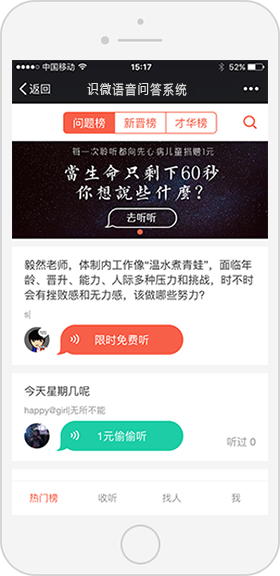 中国移动
15:17
52%
返回
识微语音问答系统
问题榜
新晋榜
才华榜
每一次聆听都向先心病儿童捐赠1元
當生命只剩下60秒
你想說些什麼？
去听听
毅然老师，体制内工作像“温水煮青蛙”，面临年
龄、晋升、能力、人际多种压力和挑战，时不时
会有挫败感和无力感，该做哪些努力？
限时免费听
今天星期几呢
happy@girl|无所不能
1元偷偷听
听过 0
热门榜
收听
找人
我